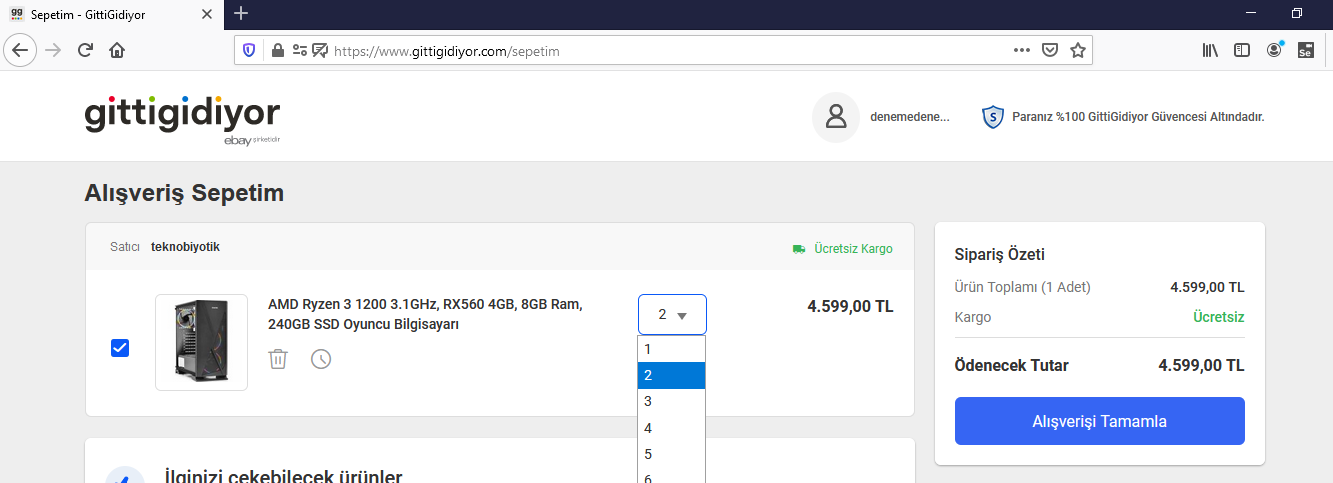 Sepetim - GittiGidiyor
https://www.gittigidiyor.com/sepetim
Se
gittigidiyor
ebay şirketidir
denemedene...
S
Paranız %100 GittiGidiyor Güvencesi Altındadır.
Alışveriş Sepetim
Satıcı teknobiyotik
Ücretsiz Kargo
AMD Ryzen 3 1200 3.1GHz, RX560 4GB, 8GB Ram,
240GB SSD Oyuncu Bilgisayarı
2
4.599,00 TL
1
2
3
4
5
6
Sipariş Özeti
Ürün Toplamı (1 Adet) 4.599,00 TL
Kargo Ücretsiz
Ödenecek Tutar 4.599,00 TL
Alışverişi Tamamla
İlginizi çekebilecek ürünler